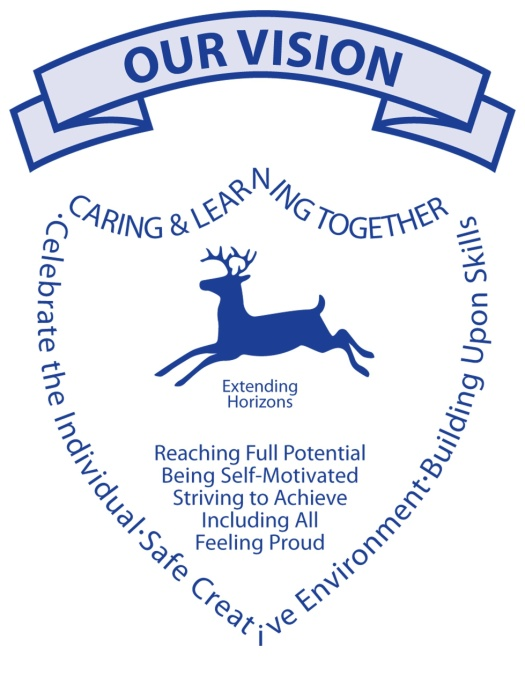 OUR VISION
CARING & LEARNING TOGETHER
·Celebrate the Individual·Safe Creative Environment·Building Upon Skills
Extending
Horizons
Reaching Full Potential
Being Self-Motivated
Striving to Achieve
Including All
Feeling Proud